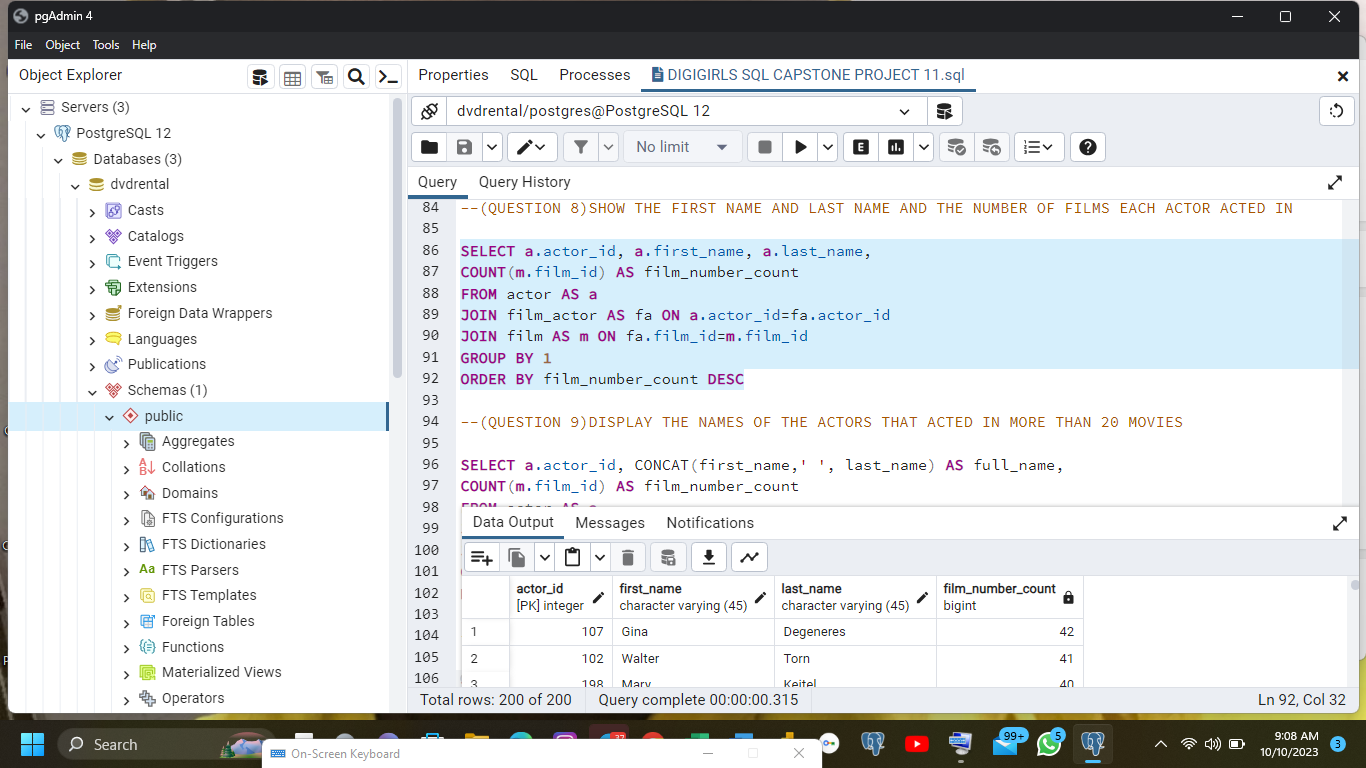 pgAdmin 4
File Object Tools Help
Object Explorer
Properties SQL Processes DIGIGIRLS SQL CAPSTONE PROJECT 11.sql
Servers (3)
PostgreSQL 12
Databases (3)
dvdrental
Casts
Catalogs
Event Triggers
Extensions
Foreign Data Wrappers
Languages
Publications
Schemas (1)
public
Aggregates
Collations
Domains
FTS Configurations
FTS Dictionaries
Aa FTS Parsers
FTS Templates
Foreign Tables
Functions
Materialized Views
Operators
dvdrental/postgres@PostgreSQL 12
No limit
E
Query Query History
84 --(QUESTION 8)SHOW THE FIRST NAME AND LAST NAME AND THE NUMBER OF FILMS EACH ACTOR ACTED IN
85
86 SELECT a.actor_id, a.first_name, a.last_name,
87 COUNT(m.film_id) AS film_number_count
88 FROM actor AS a
89 JOIN film_actor AS fa ON a.actor_id=fa.actor_id
90 JOIN film AS m ON fa.film_id=m.film_id
91 GROUP BY 1
92 ORDER BY film_number_count DESC
93
94 --(QUESTION 9)DISPLAY THE NAMES OF THE ACTORS THAT ACTED IN MORE THAN 20 MOVIES
95
96 SELECT a.actor_id, CONCAT(first_name,' ', last_name) AS full_name,
97 COUNT(m.film_id) AS film_number_count
98 FROM actor AS a
99
100
101
102
103
104
105
106
Data Output Messages Notifications
actor_id first_name last_name film_number_count
[PK] integer character varying (45) character varying (45) bigint
1 107 Gina Degeneres 42
2 102 Walter Torn 41
3 198 Mary Keitel 40
Total rows: 200 of 200 Query complete 00:00:00.315 Ln 92, Col 32
Search
37
99+
5
9:08 AM
10/10/2023
3
On-Screen Keyboard